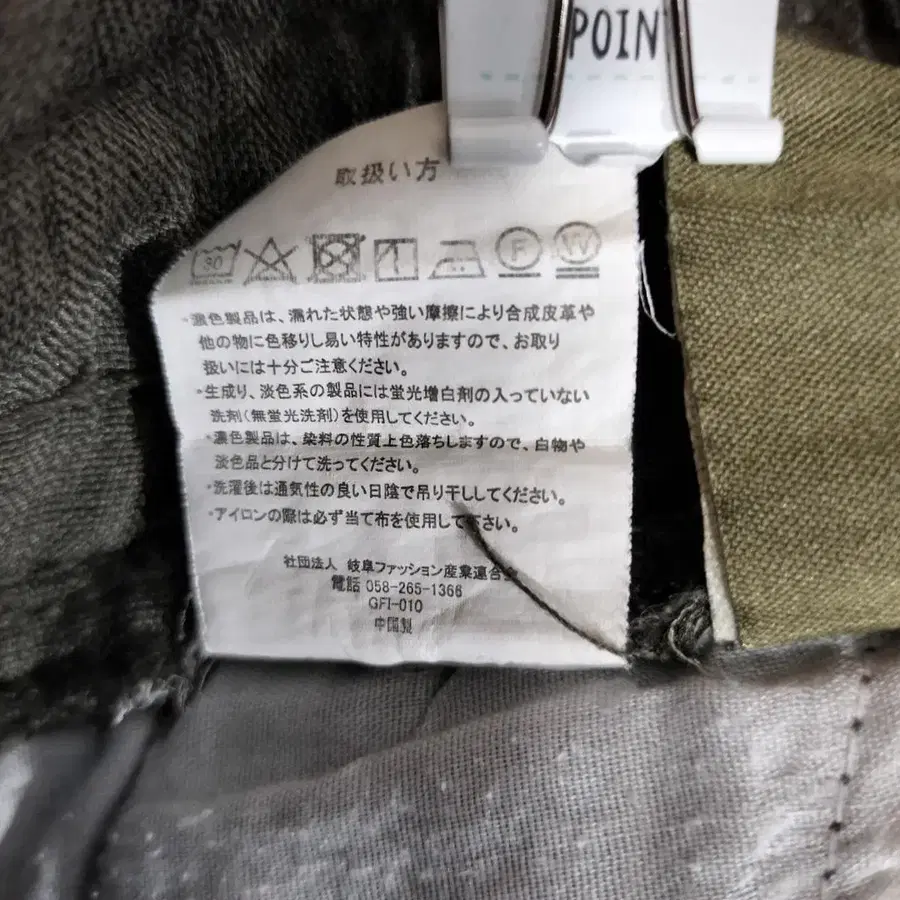 POIN
取扱い方
30 F W
・濃色製品は、濡れた状態や強い摩擦により合成皮革や
他の物に色移りし易い特性がありますので、お取り
扱いには十分ご注意ください。
・生成り、淡色系の製品には蛍光増白剤の入っていない
洗剤(無蛍光洗剤)を使用してください。
・濃色製品は、染料の性質上色落ちしますので、白物や
淡色品と分けて洗ってください。
・洗濯後は通気性の良い日陰で吊り干ししてください。
・アイロンの際は必ず当て布を使用して下さい。
社団法人 岐阜ファッション産業連合会
電話 058-265-1366
GFI-010
中国製